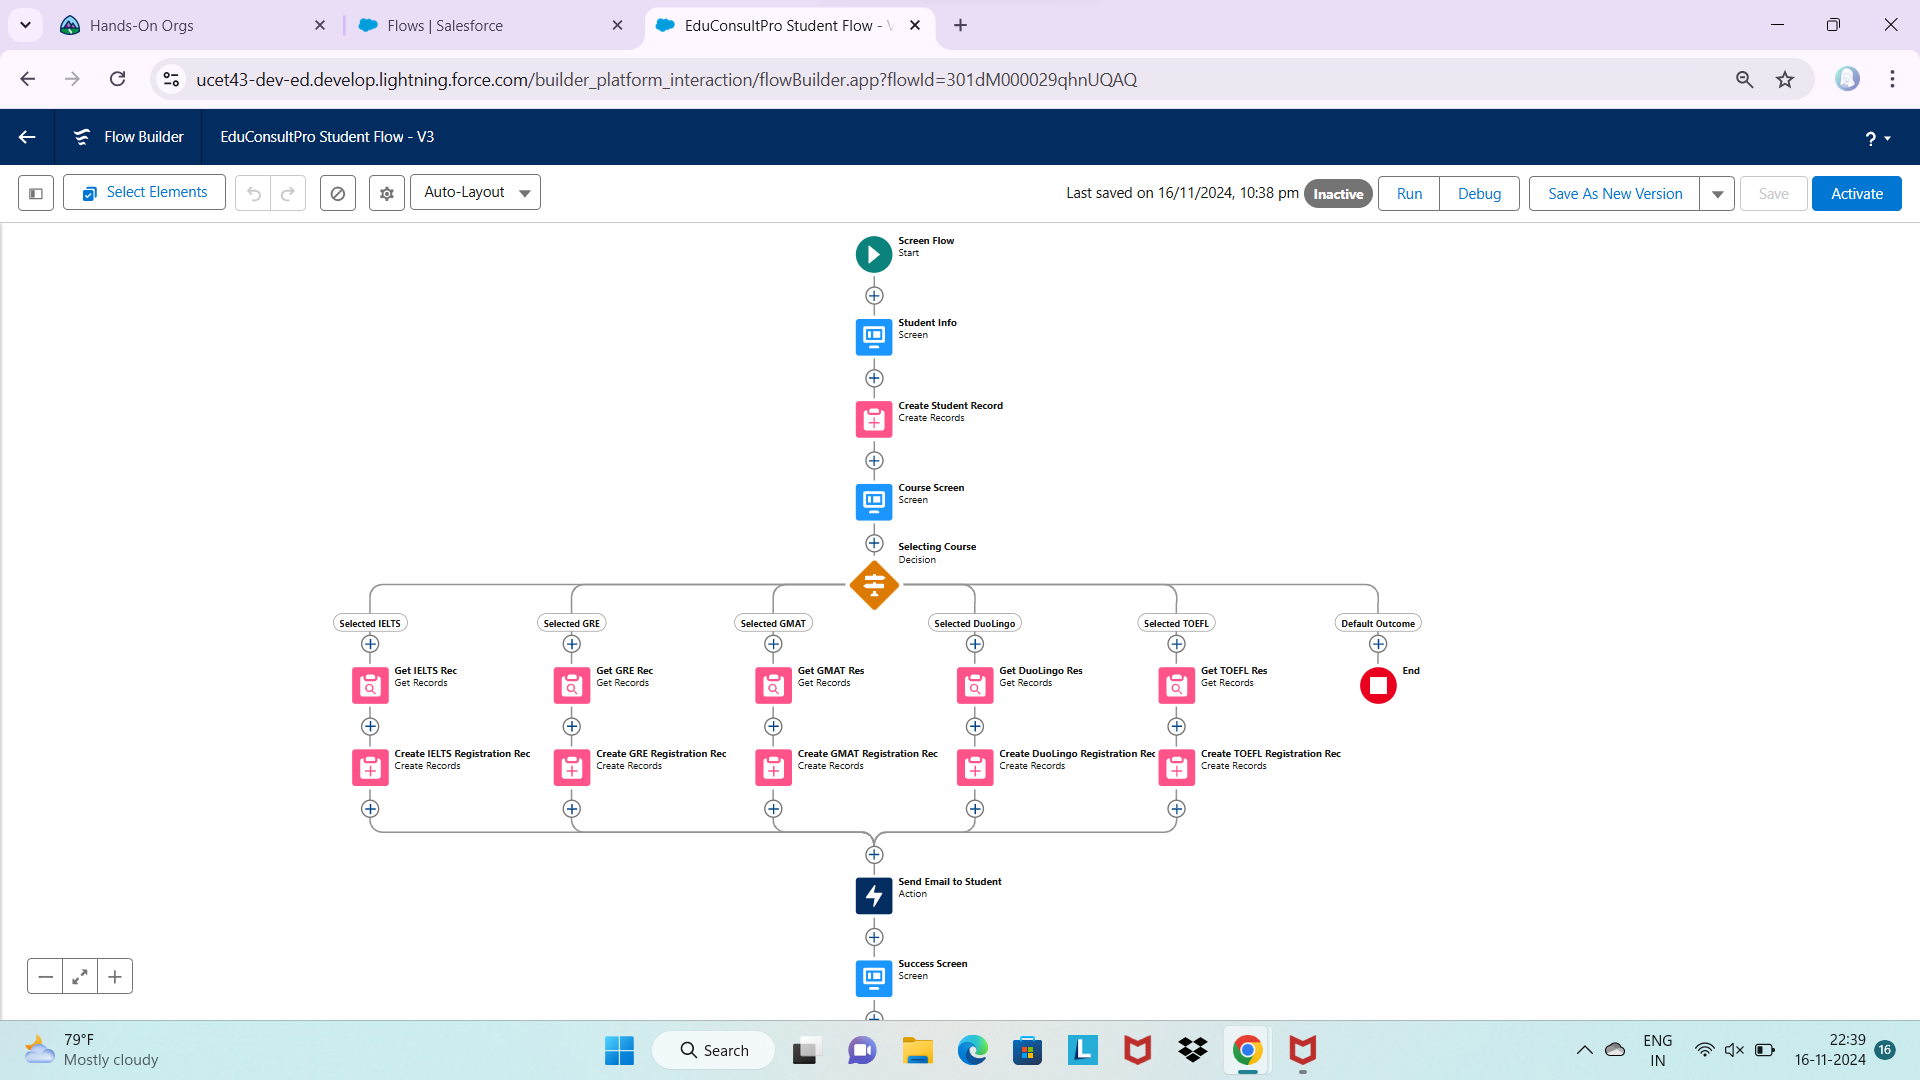 Hands-On Orgs
Flows | Salesforce
EduConsultPro Student Flow - V
ucet43-dev-ed.develop.lightning.force.com/builder_platform_interaction/flowBuilder.app?flowId=301dM000029qhnUQAQ
Flow Builder
EduConsultPro Student Flow - V3
?
Select Elements
Auto-Layout
Last saved on 16/11/2024, 10:38 pm
Inactive
Run
Debug
Save As New Version
Save
Activate
Screen Flow
Start
Student Info
Screen
Create Student Record
Create Records
Course Screen
Screen
Selecting Course
Decision
Selected IELTS
Selected GRE
Selected GMAT
Selected DuoLingo
Selected TOEFL
Default Outcome
Get IELTS Rec
Get Records
Get GRE Rec
Get Records
Get GMAT Res
Get Records
Get DuoLingo Res
Get Records
Get TOEFL Res
Get Records
End
Create IELTS Registration Rec
Create Records
Create GRE Registration Rec
Create Records
Create GMAT Registration Rec
Create Records
Create DuoLingo Registration Rec
Create Records
Create TOEFL Registration Rec
Create Records
Send Email to Student
Action
Success Screen
Screen
79°F
Mostly cloudy
Search
L
ENG
IN
22:39
16-11-2024
16